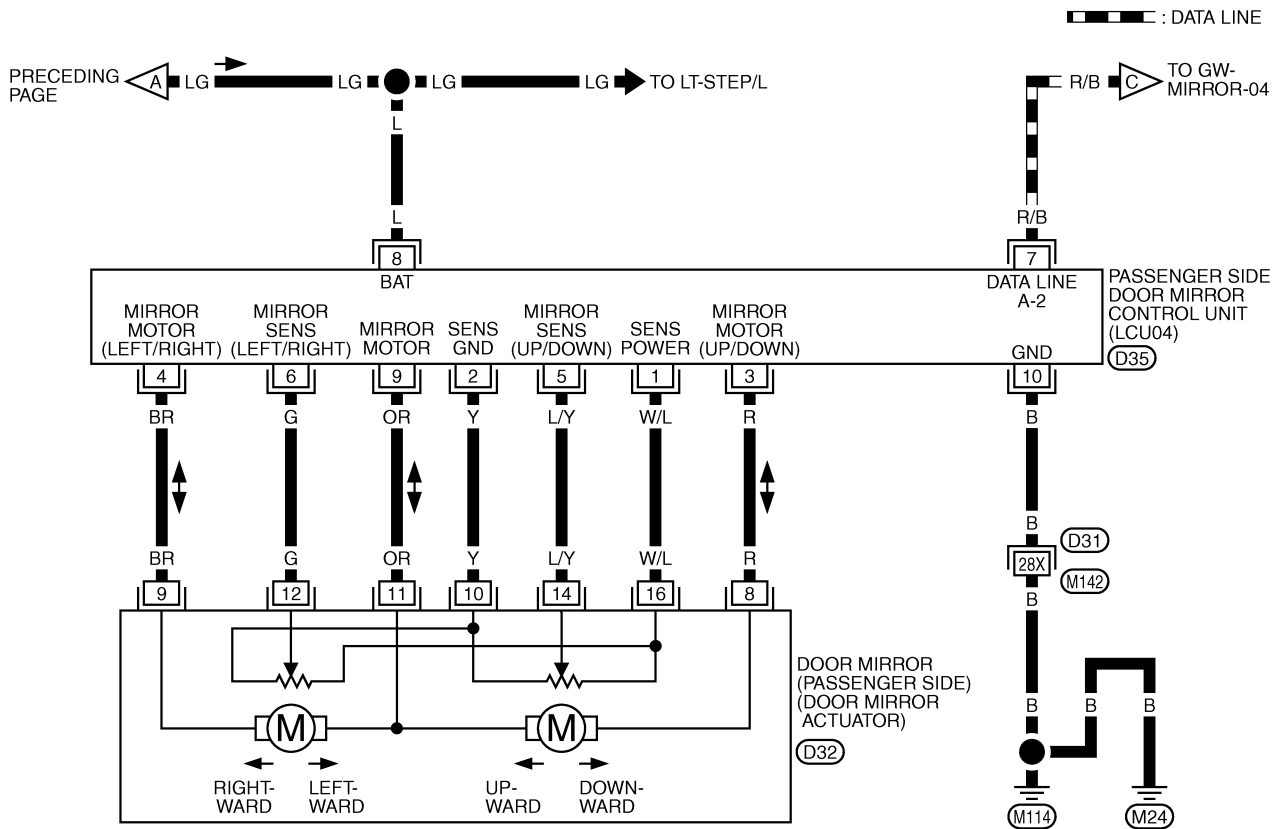 : DATA LINE
PRECEDING
PAGE
A
LG
LG
LG
LG
TO LT-STEP/L
R/B
C
TO GW-
MIRROR-04
L
L
R/B
8
7
BAT
DATA LINE
A-2
PASSENGER SIDE
DOOR MIRROR
CONTROL UNIT
(LCU04)
D35
MIRROR
MOTOR
(LEFT/RIGHT)
MIRROR
SENS
(LEFT/RIGHT)
MIRROR
MOTOR
SENS
GND
MIRROR
SENS
(UP/DOWN)
SENS
POWER
MIRROR
MOTOR
(UP/DOWN)
GND
4
6
9
2
5
1
3
10
BR
G
OR
Y
L/Y
W/L
R
B
BR
G
OR
Y
L/Y
W/L
R
B
D31
28X
M142
9
12
11
10
14
16
8
B
DOOR MIRROR
(PASSENGER SIDE)
(DOOR MIRROR
ACTUATOR)
D32
M
M
B
B
B
RIGHT-
WARD
LEFT-
WARD
UP-
WARD
DOWN-
WARD
M114
M24